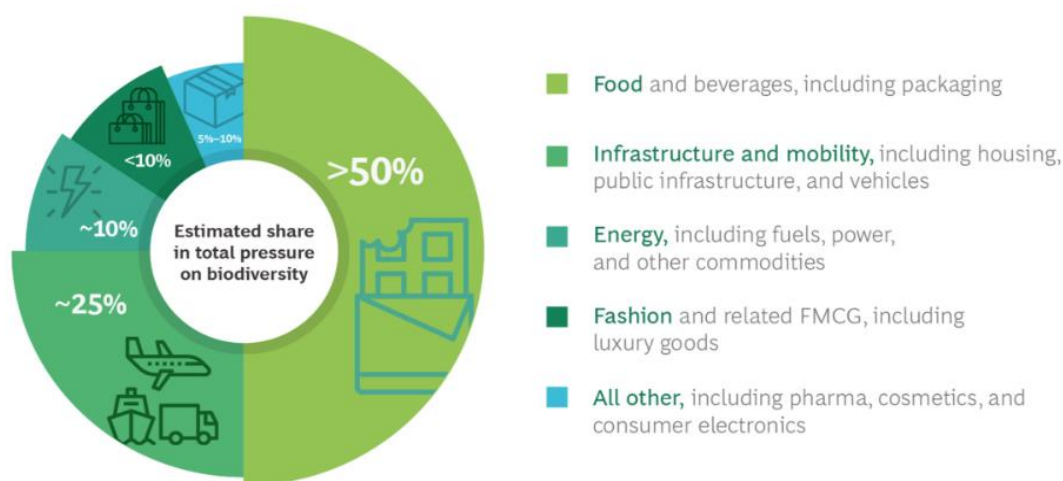 >50%
~25%
~10%
<10%
5%–10%
Estimated share
in total pressure
on biodiversity
Food and beverages, including packaging
Infrastructure and mobility, including housing,
public infrastructure, and vehicles
Energy, including fuels, power,
and other commodities
Fashion and related FMCG, including
luxury goods
All other, including pharma, cosmetics, and
consumer electronics